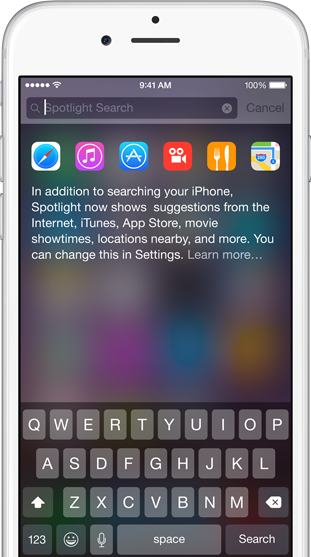 9:41 AM 100%
Spotlight Search Cancel
In addition to searching your iPhone,
Spotlight now shows  suggestions from the
Internet, iTunes, App Store, movie
showtimes, locations nearby, and more. You
can change this in Settings. Learn more…
Q W E R T Y U I O P
A S D F G H J K L
Z X C V B N M
123 space Search